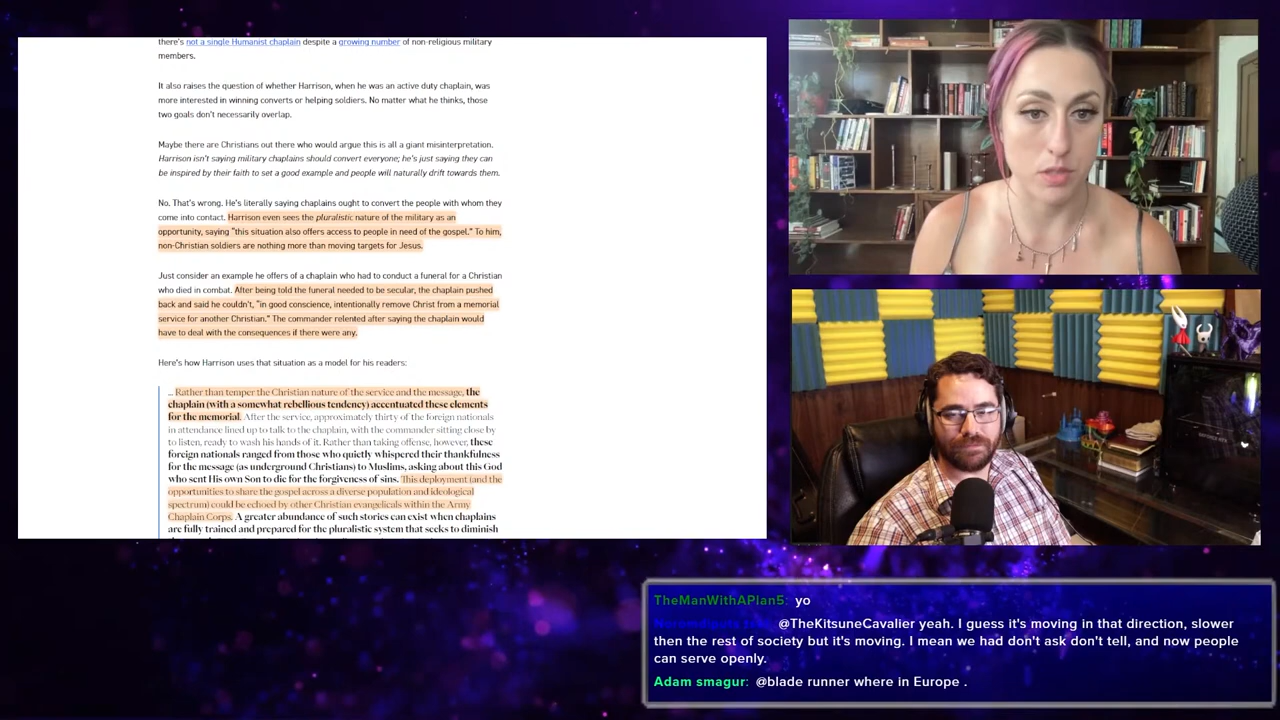 there's not a single Humanist chaplain despite a growing number of non-religious military
members.
It also raises the question of whether Harrison, when he was an active duty chaplain, was
more interested in winning converts or helping soldiers. No matter what he thinks, those
two goals don't necessarily overlap.
Maybe there are Christians out there who would argue this is all a giant misinterpretation.
Harrison isn't saying military chaplains should convert everyone; he's just saying they can
be inspired by their faith to set a good example and people will naturally drift towards them.
No. That's wrong. He's literally saying chaplains ought to convert the people with whom they
come into contact. Harrison even sees the pluralistic nature of the military as an
opportunity, saying "this situation also offers access to people in need of the gospel." To him,
non-Christian soldiers are nothing more than moving targets for Jesus.
Just consider an example he offers of a chaplain who had to conduct a funeral for a Christian
who died in combat. After being told the funeral needed to be secular, the chaplain pushed
back and said he couldn't, "in good conscience, intentionally remove Christ from a memorial
service for another Christian." The commander relented after saying the chaplain would
have to deal with the consequences if there were any.
Here's how Harrison uses that situation as a model for his readers:
... Rather than temper the Christian nature of the service and the message, the
chaplain (with a somewhat rebellious tendency) accentuated these elements
for the memorial. After the service, approximately thirty of the foreign nationals
in attendance lined up to talk to the chaplain, with the commander sitting close by
to listen, ready to wash his hands of it. Rather than taking offense, however, these
foreign nationals ranged from those who quietly whispered their thankfulness
for the message (as underground Christians) to Muslims, asking about this God
who sent His own Son to die for the forgiveness of sins. This deployment (and the
opportunities to share the gospel across a diverse population and ideological
spectrum) could be echoed by other Christian evangelicals within the Army
Chaplain Corps. A greater abundance of such stories can exist when chaplains
are fully trained and prepared for the pluralistic system that seeks to diminish
TheManWithAPlan5: yo
@TheKitsuneCavalier yeah. I guess it's moving in that direction, slower
then the rest of society but it's moving. I mean we had don't ask don't tell, and now people
can serve openly.
Adam smagur: @blade runner where in Europe .